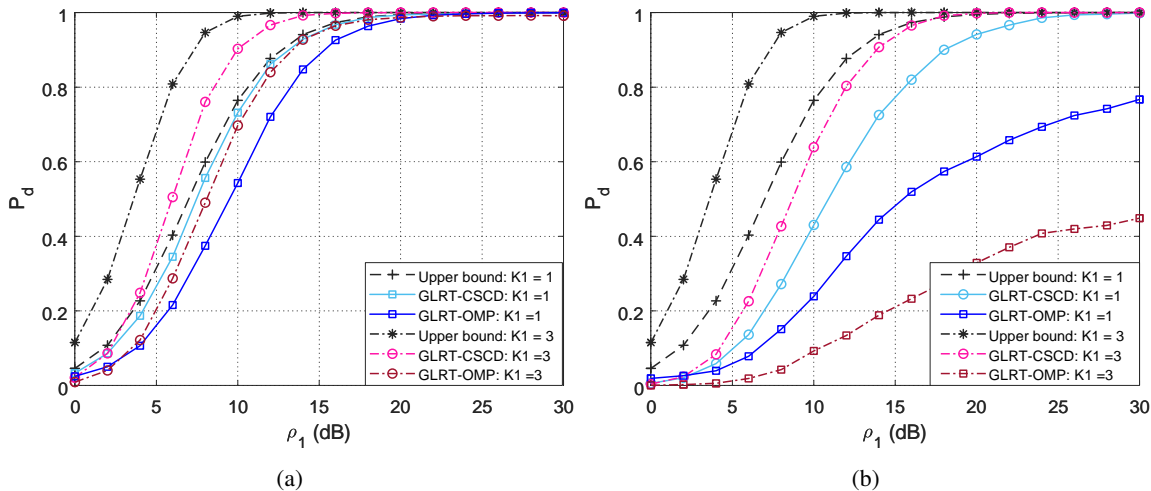 1
0.8
0.6
0.4
0.2
0
P_d
0 5 10 15 20 25 30
ρ_1 (dB)
Upper bound: K1 = 1
GLRT-CSCD: K1 =1
GLRT-OMP: K1 =1
Upper bound: K1 = 3
GLRT-CSCD: K1 =3
GLRT-OMP: K1 =3
(a)
1
0.8
0.6
0.4
0.2
0
P_d
0 5 10 15 20 25 30
ρ_1 (dB)
Upper bound: K1 = 1
GLRT-CSCD: K1 =1
GLRT-OMP: K1 =1
Upper bound: K1 = 3
GLRT-CSCD: K1 =3
GLRT-OMP: K1 =3
(b)